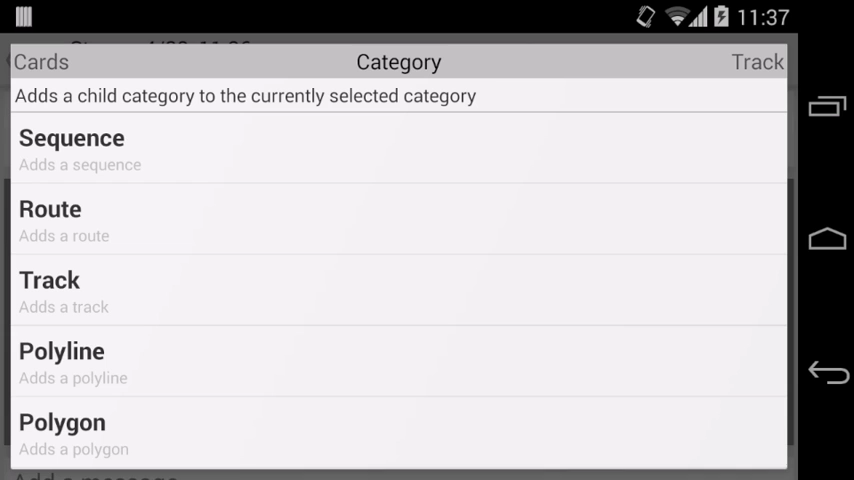 11:37
Cards Category Track
Adds a child category to the currently selected category
Sequence
Adds a sequence
Route
Adds a route
Track
Adds a track
Polyline
Adds a polyline
Polygon
Adds a polygon